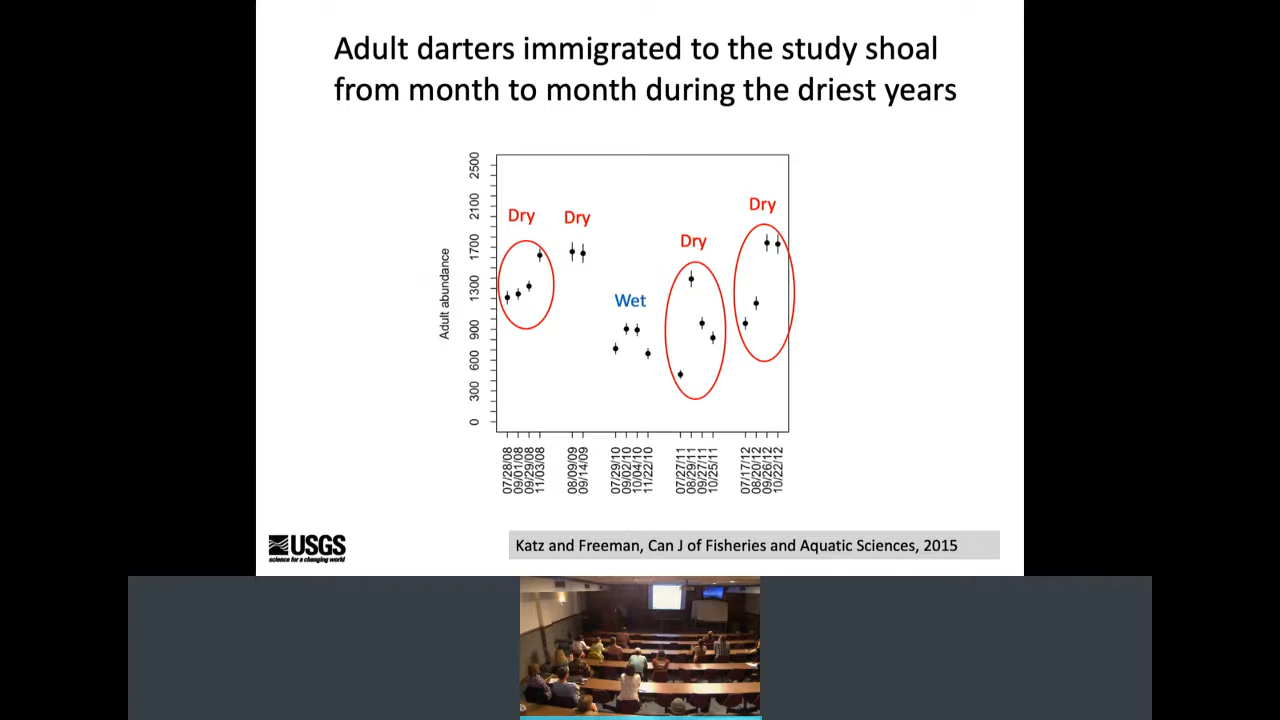 Adult darters immigrated to the study shoal
from month to month during the driest years
2500
2100
1700
1300
900
600
300
0
Adult abundance
Dry
Dry
Wet
Dry
Dry
07/28/08
09/01/08
09/29/08
11/03/08
08/09/09
09/14/09
07/29/10
09/02/10
10/04/10
11/22/10
07/27/11
08/29/11
09/27/11
10/25/11
07/17/12
08/20/12
09/26/12
10/22/12
USGS
science for a changing world
Katz and Freeman, Can J of Fisheries and Aquatic Sciences, 2015